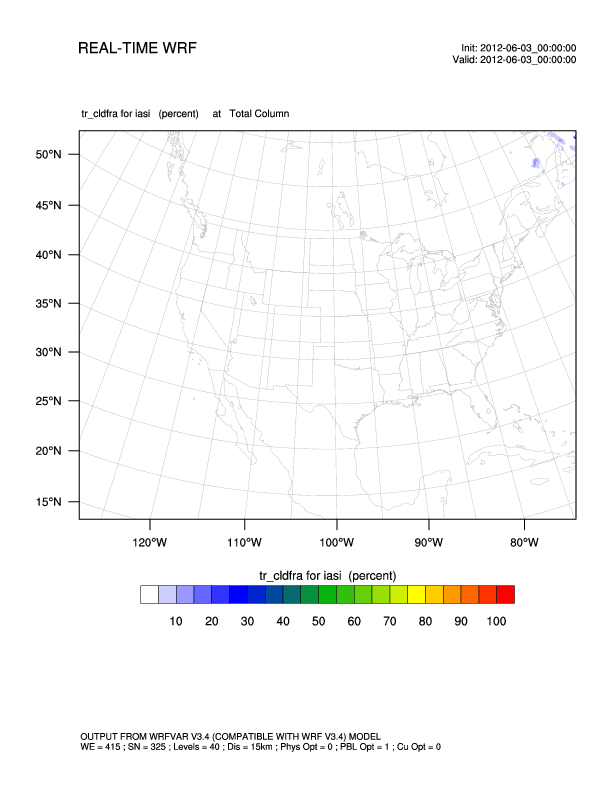 REAL-TIME WRF
Init: 2012-06-03_00:00:00
Valid: 2012-06-03_00:00:00
tr_cldfra for iasi (percent) at Total Column
50°N
45°N
40°N
35°N
30°N
25°N
20°N
15°N
120°W 110°W 100°W 90°W 80°W
tr_cldfra for iasi (percent)
10 20 30 40 50 60 70 80 90 100
OUTPUT FROM WRFVAR V3.4 (COMPATIBLE WITH WRF V3.4) MODEL
WE = 415 ; SN = 325 ; Levels = 40 ; Dis = 15km ; Phys Opt = 0 ; PBL Opt = 1 ; Cu Opt = 0